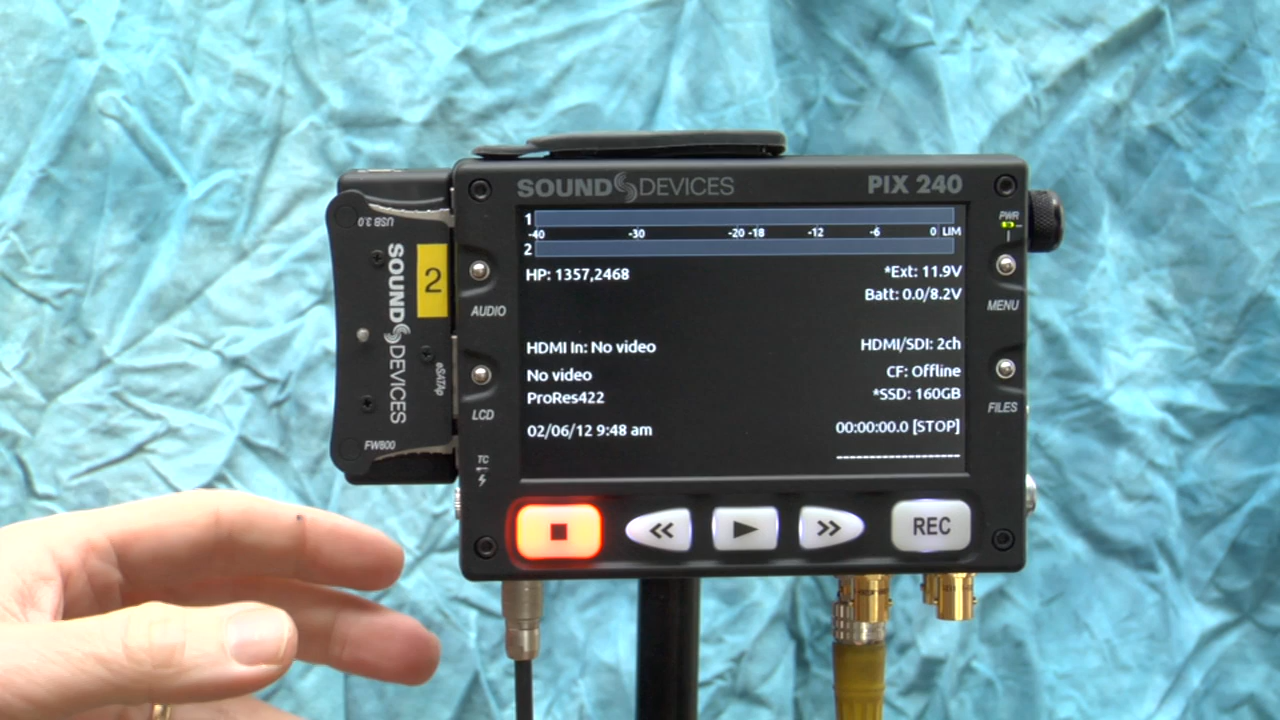 SOUND DEVICES
PIX 240
1
-40 -30 -20 -18 -12 -6 0 LIM
2
HP: 1357,2468
*Ext: 11.9V
Batt: 0.0/8.2V
HDMI In: No video
HDMI/SDI: 2ch
No video
CF: Offline
ProRes422
*SSD: 160GB
02/06/12 9:48 am
00:00:00.0 [STOP]
--------------------
AUDIO
LCD
TC
PWR
MENU
FILES
REC
USB 3.0
SOUND DEVICES
2
eSATAp
FW800